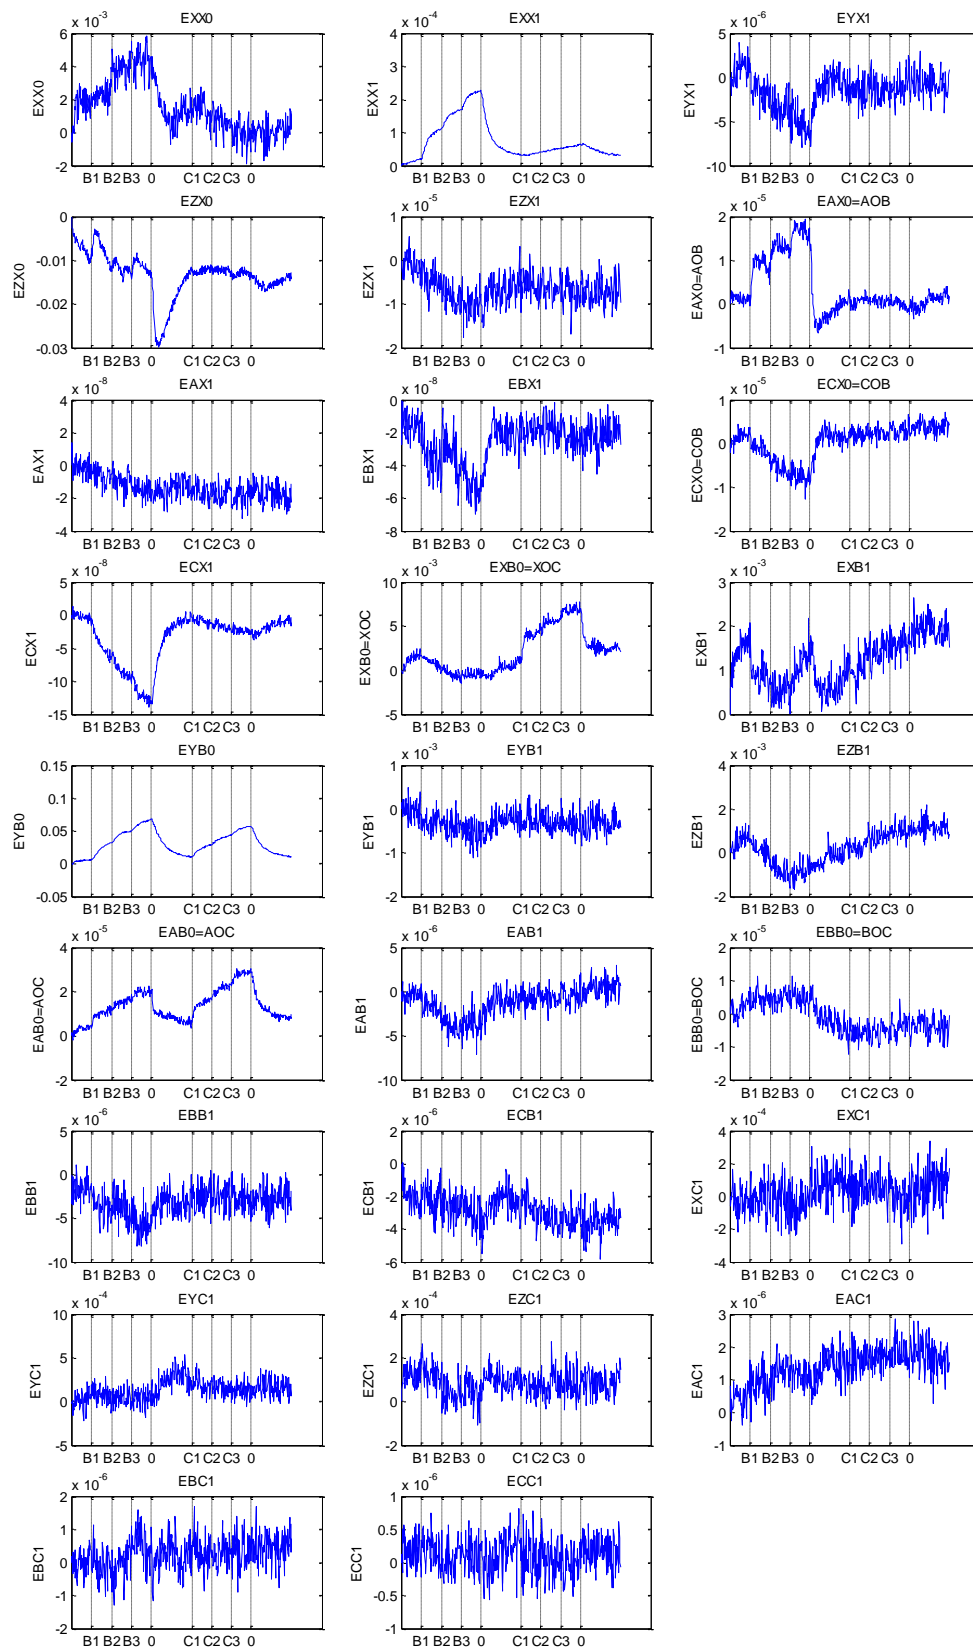 x 10-3 EXX0
6
4
2
0
-2
EXX0
B1 B2 B3 0 C1 C2 C3 0
x 10-4 EXX1
4
3
2
1
0
EXX1
B1 B2 B3 0 C1 C2 C3 0
x 10-6 EYX1
5
0
-5
-10
EYX1
B1 B2 B3 0 C1 C2 C3 0
EZX0
0
-0.01
-0.02
-0.03
EZX0
B1 B2 B3 0 C1 C2 C3 0
x 10-5 EZX1
1
0
-1
-2
EZX1
B1 B2 B3 0 C1 C2 C3 0
x 10-5 EAX0=AOB
2
1
0
-1
EAX0=AOB
B1 B2 B3 0 C1 C2 C3 0
x 10-8 EAX1
4
2
0
-2
-4
EAX1
B1 B2 B3 0 C1 C2 C3 0
x 10-8 EBX1
0
-2
-4
-6
-8
EBX1
B1 B2 B3 0 C1 C2 C3 0
x 10-5 ECX0=COB
1
0
-1
-2
ECX0=COB
B1 B2 B3 0 C1 C2 C3 0
x 10-8 ECX1
5
0
-5
-10
-15
ECX1
B1 B2 B3 0 C1 C2 C3 0
x 10-3 EXB0=XOC
10
5
0
-5
EXB0=XOC
B1 B2 B3 0 C1 C2 C3 0
x 10-3 EXB1
3
2
1
0
EXB1
B1 B2 B3 0 C1 C2 C3 0
EYB0
0.15
0.1
0.05
0
-0.05
EYB0
B1 B2 B3 0 C1 C2 C3 0
x 10-3 EYB1
1
0
-1
-2
EYB1
B1 B2 B3 0 C1 C2 C3 0
x 10-3 EZB1
4
2
0
-2
EZB1
B1 B2 B3 0 C1 C2 C3 0
x 10-5 EAB0=AOC
4
2
0
-2
EAB0=AOC
B1 B2 B3 0 C1 C2 C3 0
x 10-6 EAB1
5
0
-5
-10
EAB1
B1 B2 B3 0 C1 C2 C3 0
x 10-5 EBB0=BOC
2
1
0
-1
-2
EBB0=BOC
B1 B2 B3 0 C1 C2 C3 0
x 10-6 EBB1
5
0
-5
-10
EBB1
B1 B2 B3 0 C1 C2 C3 0
x 10-6 ECB1
2
0
-2
-4
-6
ECB1
B1 B2 B3 0 C1 C2 C3 0
x 10-4 EXC1
4
2
0
-2
-4
EXC1
B1 B2 B3 0 C1 C2 C3 0
x 10-4 EYC1
10
5
0
-5
EYC1
B1 B2 B3 0 C1 C2 C3 0
x 10-4 EZC1
4
2
0
-2
EZC1
B1 B2 B3 0 C1 C2 C3 0
x 10-6 EAC1
3
2
1
0
-1
EAC1
B1 B2 B3 0 C1 C2 C3 0
x 10-6 EBC1
2
1
0
-1
-2
EBC1
B1 B2 B3 0 C1 C2 C3 0
x 10-6 ECC1
1
0.5
0
-0.5
-1
ECC1
B1 B2 B3 0 C1 C2 C3 0